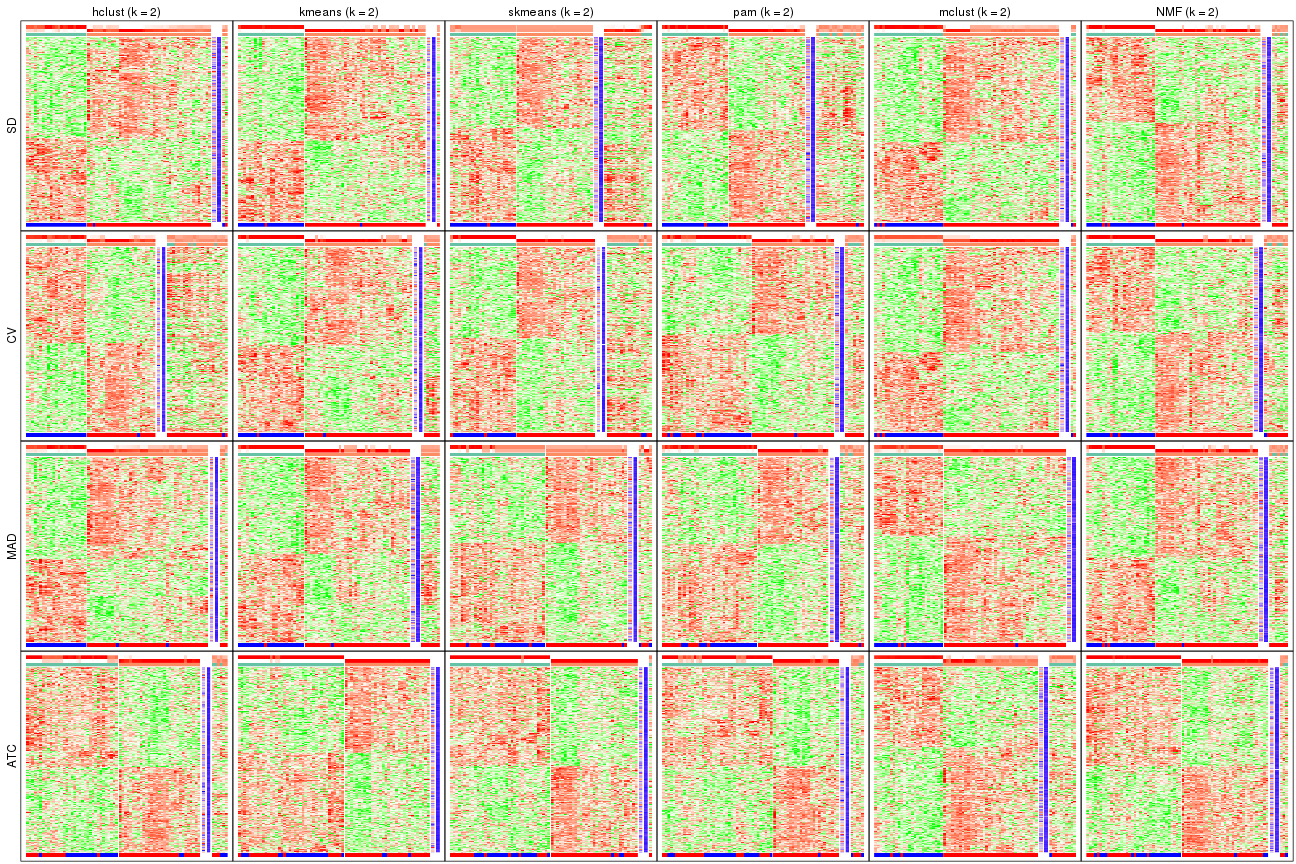 hclust (k = 2) kmeans (k = 2) skmeans (k = 2) pam (k = 2) mclust (k = 2) NMF (k = 2)
SD
CV
MAD
ATC